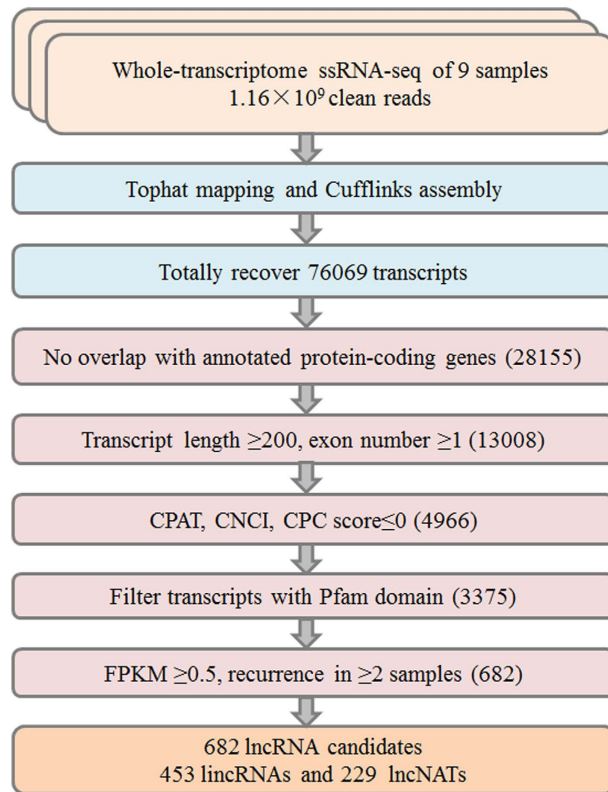 Whole-transcriptome ssRNA-seq of 9 samples
1.16×10⁹ clean reads
Tophat mapping and Cufflinks assembly
Totally recover 76069 transcripts
No overlap with annotated protein-coding genes (28155)
Transcript length ≥200, exon number ≥1 (13008)
CPAT, CNCI, CPC score≤0 (4966)
Filter transcripts with Pfam domain (3375)
FPKM ≥0.5, recurrence in ≥2 samples (682)
682 lncRNA candidates
453 lincRNAs and 229 lncNATs